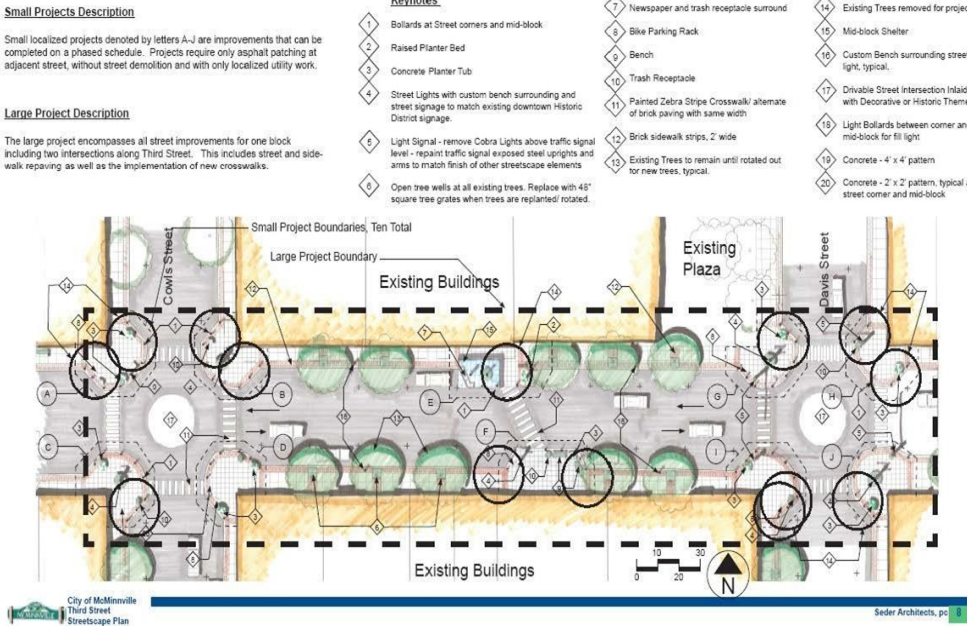 Small Projects Description
Small localized projects denoted by letters A-J are improvements that can be
completed on a phased schedule. Projects require only asphalt patching at
adjacent street, without street demolition and with only localized utility work.
Large Project Description
The large project encompasses all street improvements for one block
including two intersections along Third Street. This includes street and side-
walk repaving as well as the implementation of new crosswalks.
Keynotes
1 Bollards at Street corners and mid-block
2 Raised Planter Bed
3 Concrete Planter Tub
4 Street Lights with custom bench surrounding and
street signage to match existing downtown Historic
District signage.
5 Light Signal - remove Cobra Lights above traffic signal
level - repaint traffic signal exposed steel uprights and
arms to match finish of other streetscape elements
6 Open tree wells at all existing trees. Replace with 48"
square tree grates when trees are replanted/ rotated.
7 Newspaper and trash receptacle surround
8 Bike Parking Rack
9 Bench
10 Trash Receptacle
11 Painted Zebra Stripe Crosswalk/ alternate
of brick paving with same width
12 Brick sidewalk strips, 2' wide
13 Existing Trees to remain until rotated out
for new trees, typical.
14 Existing Trees removed for projec
15 Mid-block Shelter
16 Custom Bench surrounding street
light, typical.
17 Drivable Street Intersection Inlaid
with Decorative or Historic Theme
18 Light Bollards between corner and
mid-block for fill light
19 Concrete - 4' x 4' pattern
20 Concrete - 2' x 2' pattern, typical
street corner and mid-block
Small Project Boundaries, Ten Total
Large Project Boundary
Cowls Street
Existing Buildings
Existing
Plaza
Davis Street
A
B
C
D
E
F
G
H
I
J
17
17
Existing Buildings
10 30
0 20
N
McMINNVILLE
City of McMinnville
Third Street
Streetscape Plan
Seder Architects, pc 8